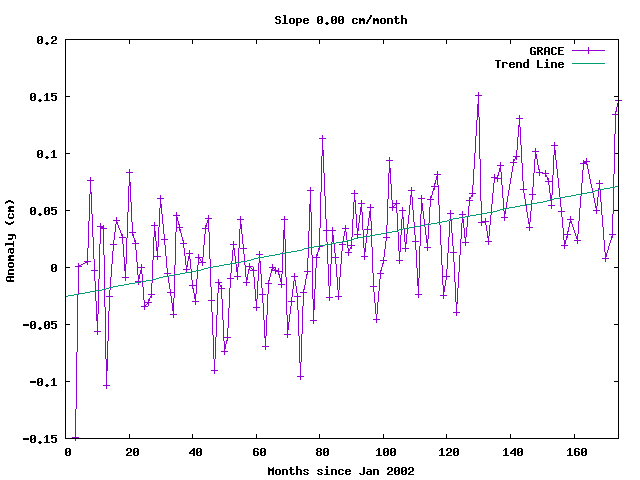 Slope 0.00 cm/month
GRACE
Trend Line
0.2
0.15
0.1
0.05
0
-0.05
-0.1
-0.15
Anomaly (cm)
0 20 40 60 80 100 120 140 160
Months since Jan 2002